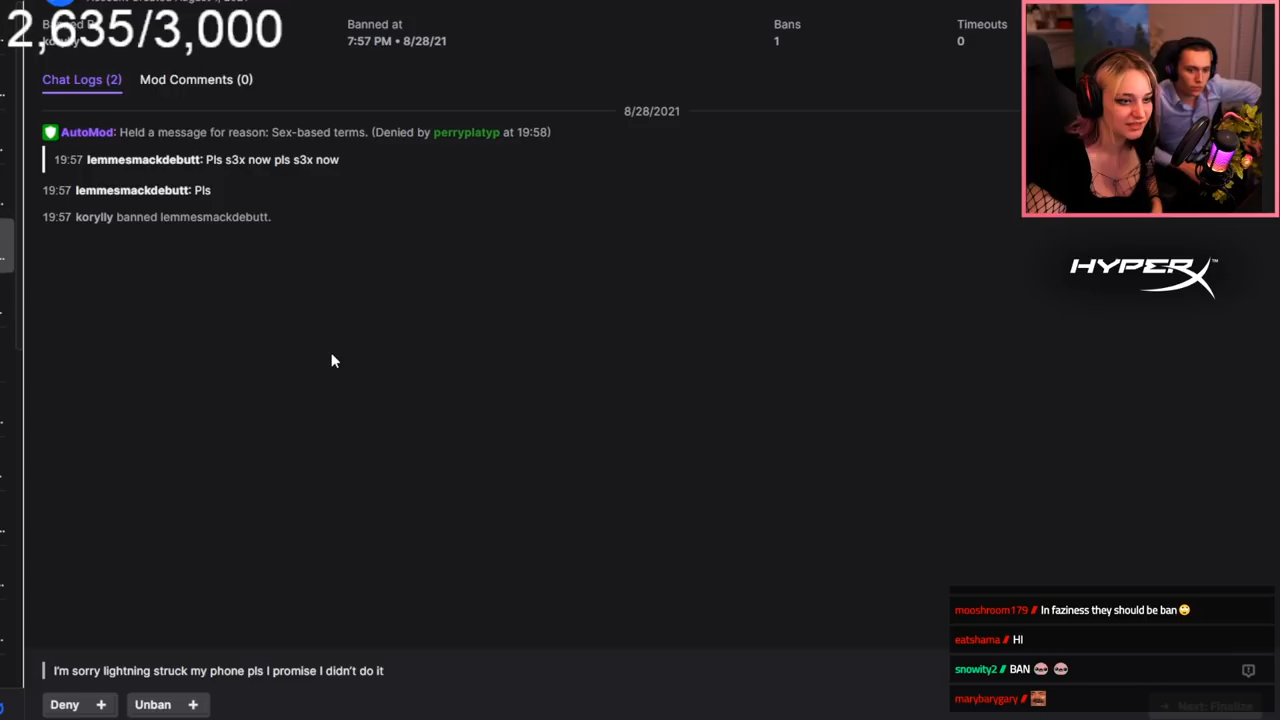 2,635/3,000
Banned at
Bans
Timeouts
7:57 PM • 8/28/21
1
0
Chat Logs (2)
Mod Comments (0)
8/28/2021
AutoMod: Held a message for reason: Sex-based terms. (Denied by perryplatyp at 19:58)
19:57 lemmesmackdebutt: Pls s3x now pls s3x now
19:57 lemmesmackdebutt: Pls
19:57 korylly banned lemmesmackdebutt.
HYPERX™
mooshroom179 // In faziness they should be ban
eatshama // HI
snowity2 // BAN
marybarygary //
I'm sorry lightning struck my phone pls I promise I didn't do it
Deny +
Unban +
Next: Finalize